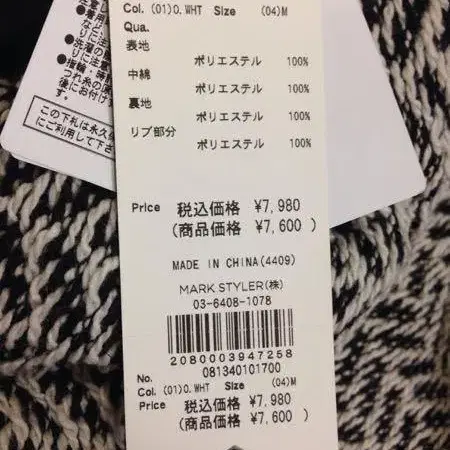 Col. (01)O.WHT Size (04)M
Qua.
表地
ポリエステル 100%
中綿
ポリエステル 100%
裏地
ポリエステル 100%
リブ部分
ポリエステル 100%
Price 税込価格 ¥7,980
(商品価格 ¥7,600 )
MADE IN CHINA(4409)
MARK STYLER(株)
03-6408-1078
2080003947258
No. 081340101700
Col. (01)O.WHT Size (04)M
Price 税込価格 ¥7,980
(商品価格 ¥7,600 )
この下札は永久
にご利用して下さ